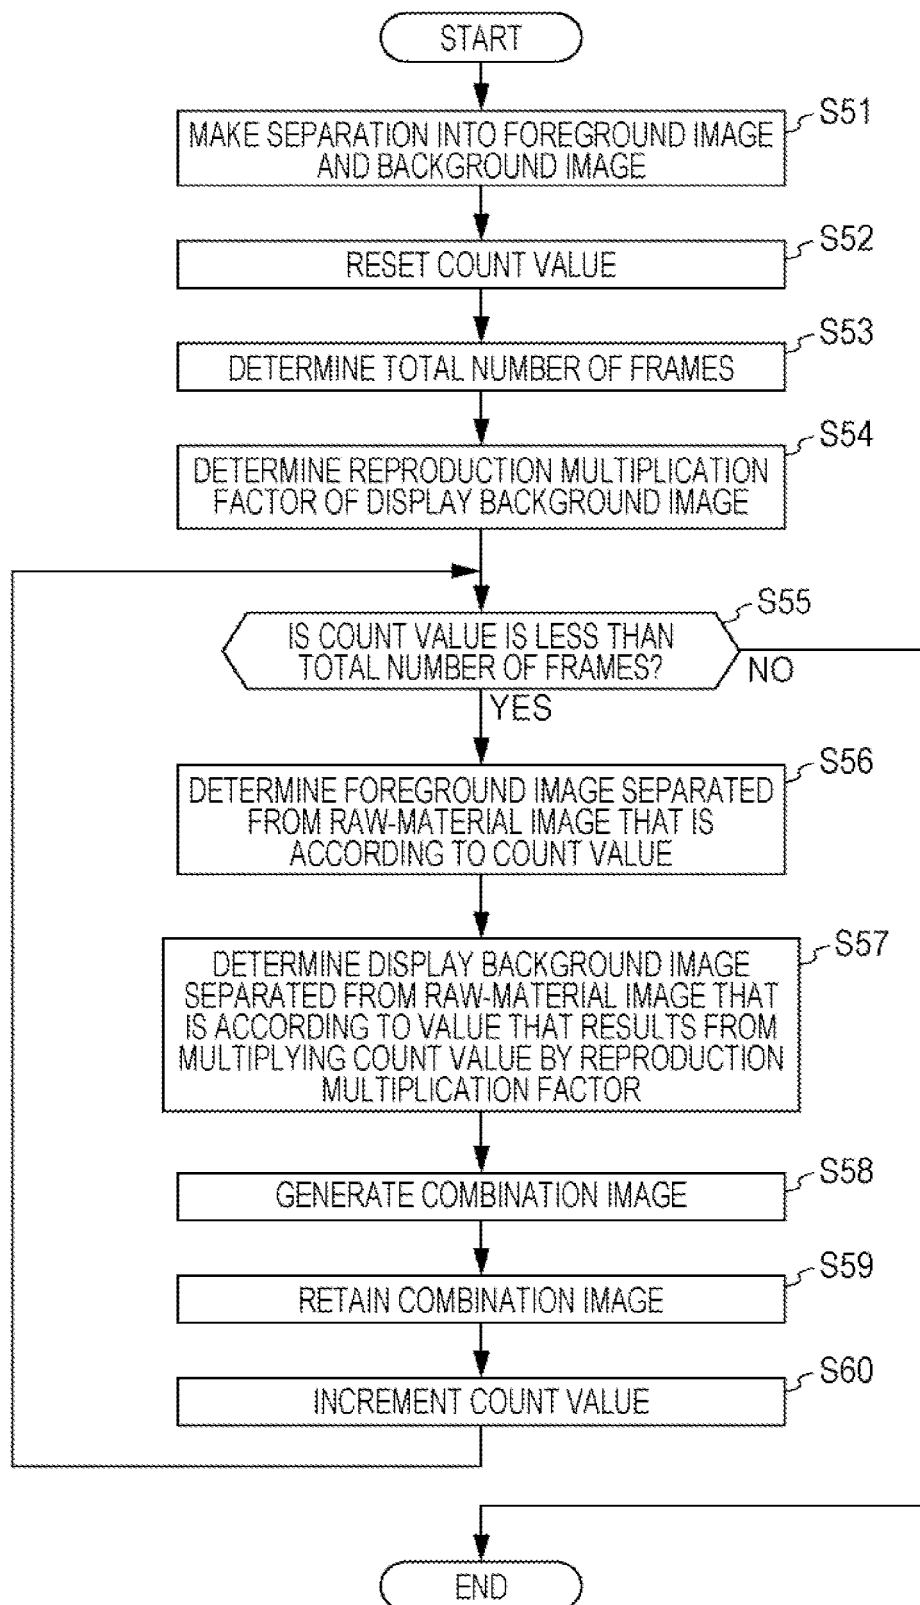 START
S51
MAKE SEPARATION INTO FOREGROUND IMAGE
AND BACKGROUND IMAGE
S52
RESET COUNT VALUE
S53
DETERMINE TOTAL NUMBER OF FRAMES
S54
DETERMINE REPRODUCTION MULTIPLICATION
FACTOR OF DISPLAY BACKGROUND IMAGE
S55
IS COUNT VALUE IS LESS THAN
TOTAL NUMBER OF FRAMES?
NO
YES
S56
DETERMINE FOREGROUND IMAGE SEPARATED
FROM RAW-MATERIAL IMAGE THAT IS
ACCORDING TO COUNT VALUE
S57
DETERMINE DISPLAY BACKGROUND IMAGE
SEPARATED FROM RAW-MATERIAL IMAGE THAT
IS ACCORDING TO VALUE THAT RESULTS FROM
MULTIPLYING COUNT VALUE BY REPRODUCTION
MULTIPLICATION FACTOR
S58
GENERATE COMBINATION IMAGE
S59
RETAIN COMBINATION IMAGE
S60
INCREMENT COUNT VALUE
END